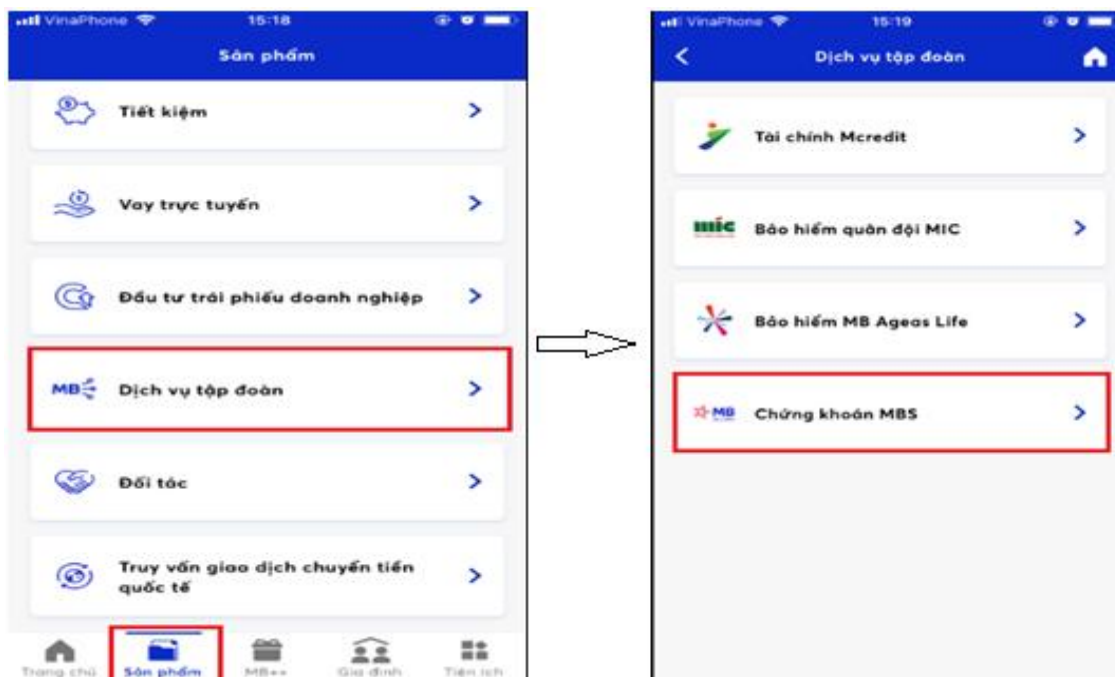 VinaPhone 15:18
Sản phẩm
Tiết kiệm
Vay trực tuyến
Đầu tư trái phiếu doanh nghiệp
MB Dịch vụ tập đoàn
Đối tác
Truy vấn giao dịch chuyển tiền
quốc tế
Trang chủ Sản phẩm MB++ Gia đình Tiện ích
VinaPhone 15:19
Dịch vụ tập đoàn
Tài chính Mcredit
mic Bảo hiểm quân đội MIC
Bảo hiểm MB Ageas Life
MB Chứng khoán MBS